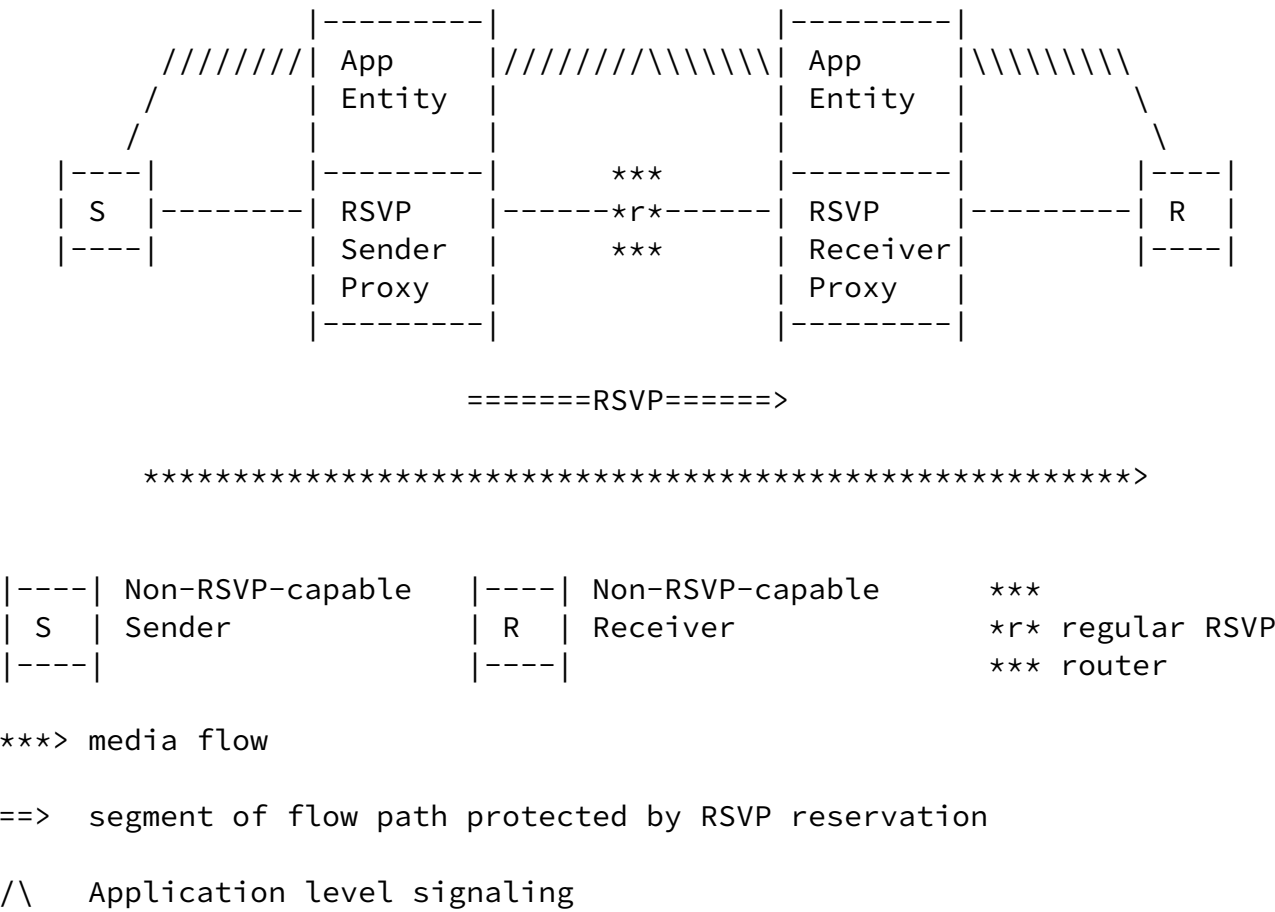 |---------|               |---------|
     ////////| App     |////////\\\\\\\| App     |\\\\\\\\\
    /        | Entity  |               | Entity  |         \
   /         |         |               |         |          \
|----|       |---------|      ***      |---------|         |----|
| S  |--------| RSVP    |------*r*------| RSVP    |---------| R  |
|----|       | Sender  |      ***      | Receiver|         |----|
             | Proxy   |               | Proxy   |
             |---------|               |---------|
=======RSVP======>
*******************************************************>
|----| Non-RSVP-capable   |----| Non-RSVP-capable      ***
| S  | Sender             | R  | Receiver              *r* regular RSVP
|----|                    |----|                       *** router
***> media flow
==>  segment of flow path protected by RSVP reservation
/\   Application level signaling